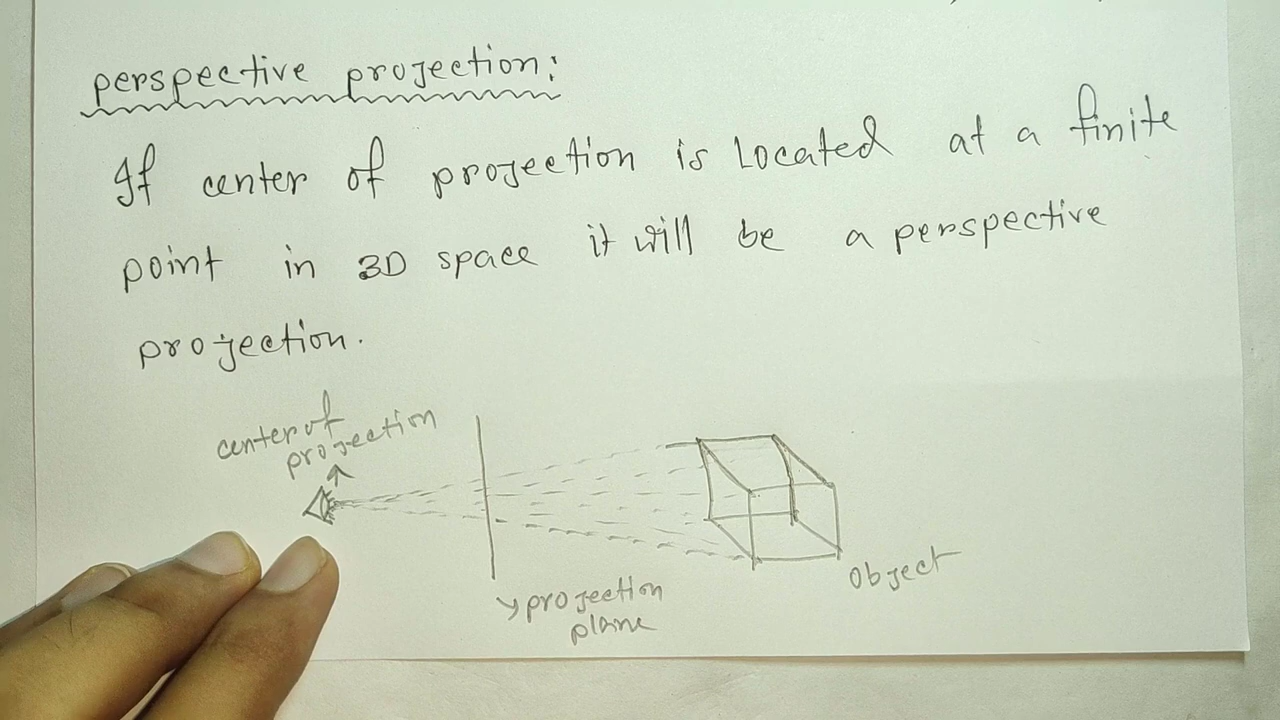 perspective projection:
If center of projection is Located at a finite
point in 3D space it will be a perspective
projection.
center of
projection
projection
plane
object